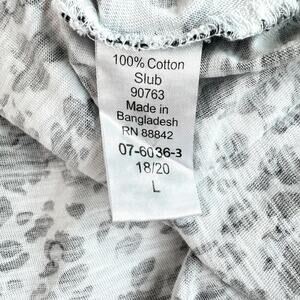 100% Cotton
Slub
90763
Made in
Bangladesh
RN 88842
07-6036-3
18/20
L